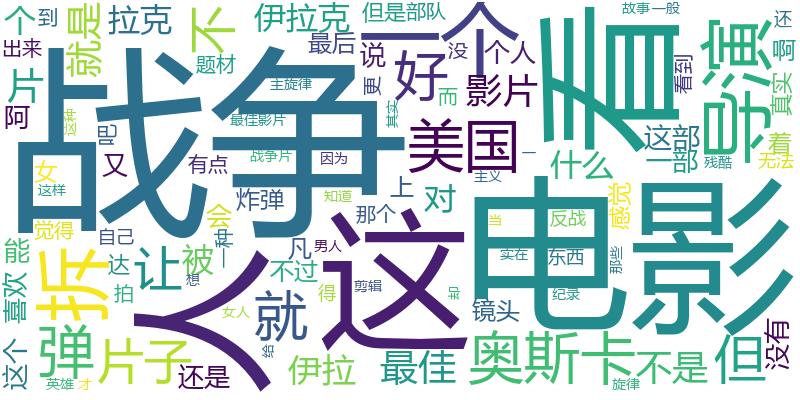 个
到
就是
拉克
不
伊拉克
但是部队
一个
看
导演
故事
一般
还
啊
出来
片
题材
最后
说
没
个人
好
影片
更
而
看到
真实
阿
战争
主旋律
这种
吧
最佳影片
其实
美国
这部
一部
着
女
又
有点
战争片
因为
一
什么
残酷
无法
这样
炸弹
知道
上
对
主义
电影
感觉
觉得
自己
会
一种
那个
当
反战
能
拆
让
被
凡
男人
这
实在
东西
那些
喜欢
达
拍
想
人
不过
剪辑
得
却
镜头
纪录
没有
弹
片子
女人
就
给
伊拉
最佳
奥斯卡
不是
但
这个
英雄
才
还是
旋律